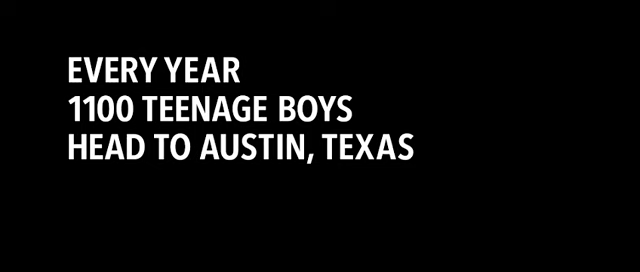 EVERY YEAR
1100 TEENAGE BOYS
HEAD TO AUSTIN, TEXAS